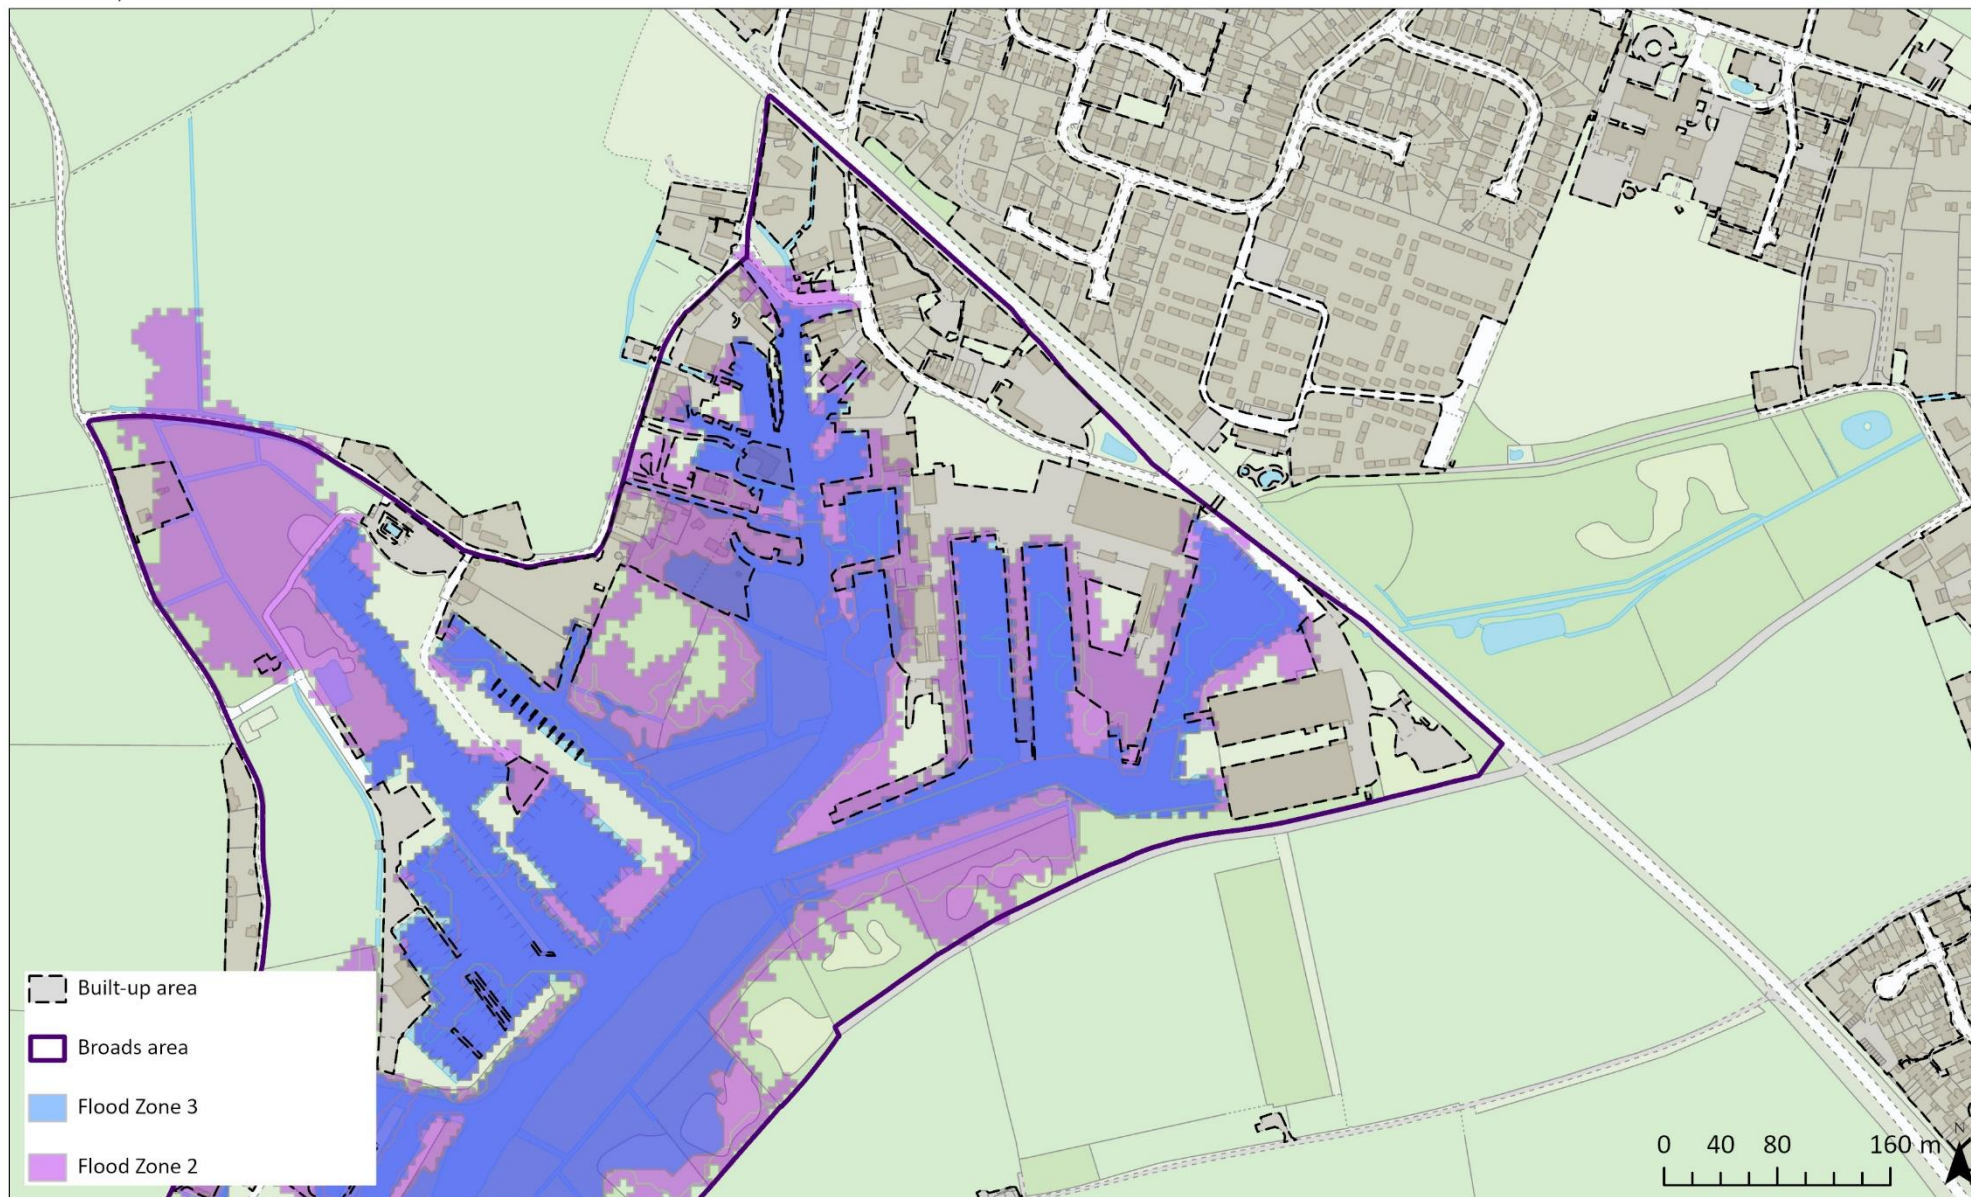 Built-up area
Broads area
Flood Zone 3
Flood Zone 2
0 40 80 160 m
N